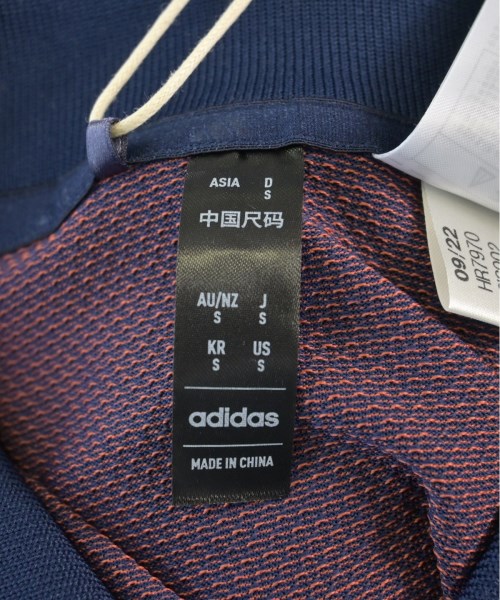 ASIA D
S
中国尺码
AU/NZ J
S S
KR US
S S
adidas
MADE IN CHINA
09/22
HR7970